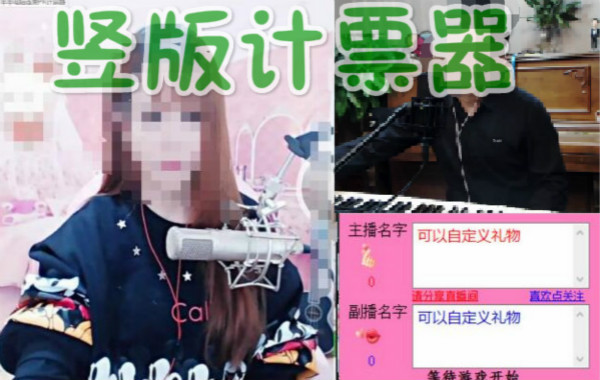 竖版计票器
Cal
主播名字
可以自定义礼物
0
请分享直播间
喜欢点关注
副播名字
可以自定义礼物
0
等待游戏开始